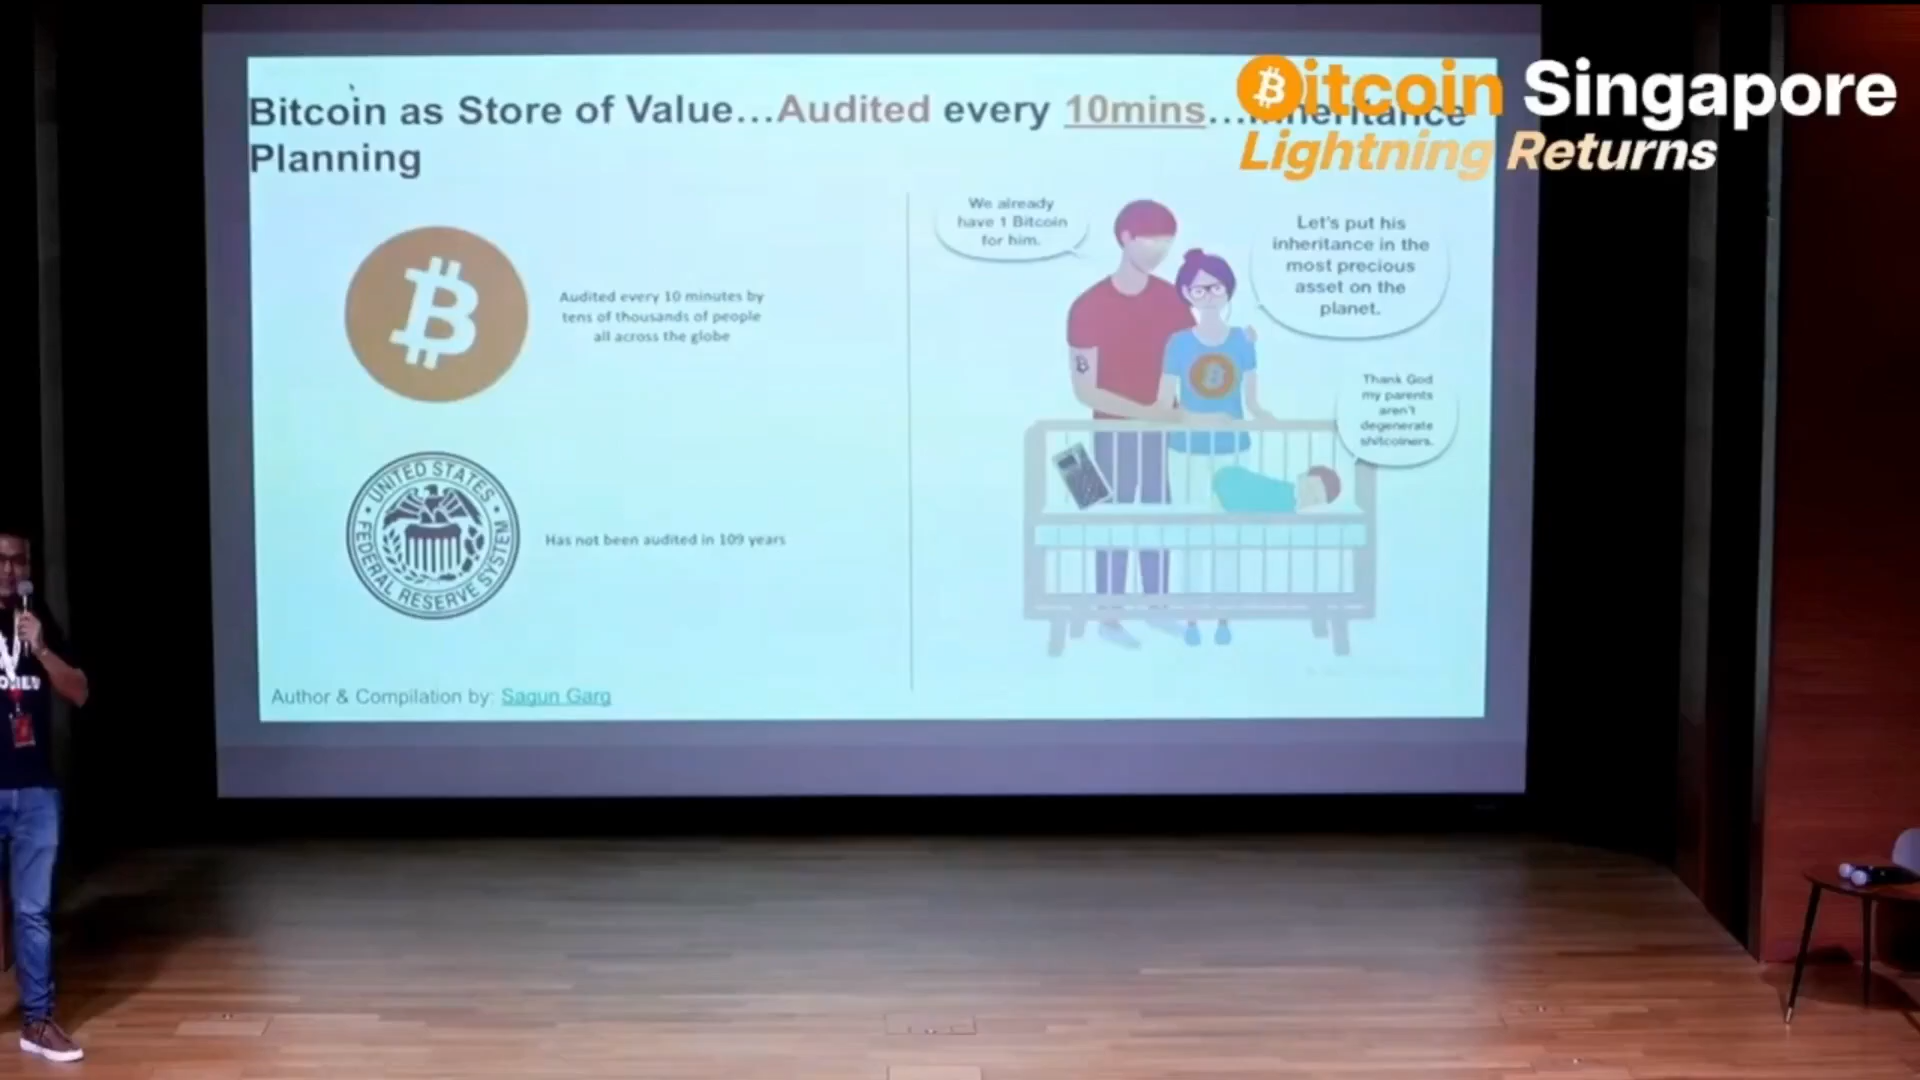 Bitcoin Singapore
Lightning Returns
Bitcoin as Store of Value...Audited every 10mins...Inheritance
Planning
Audited every 10 minutes by
tens of thousands of people
all across the globe
UNITED STATES
FEDERAL RESERVE SYSTEM
Has not been audited in 109 years
We already
have 1 Bitcoin
for him.
Let's put his
inheritance in the
most precious
asset on the
planet.
Thank God
my parents
aren't
degenerate
shitcoiners.
Author & Compilation by: Sagun Garg